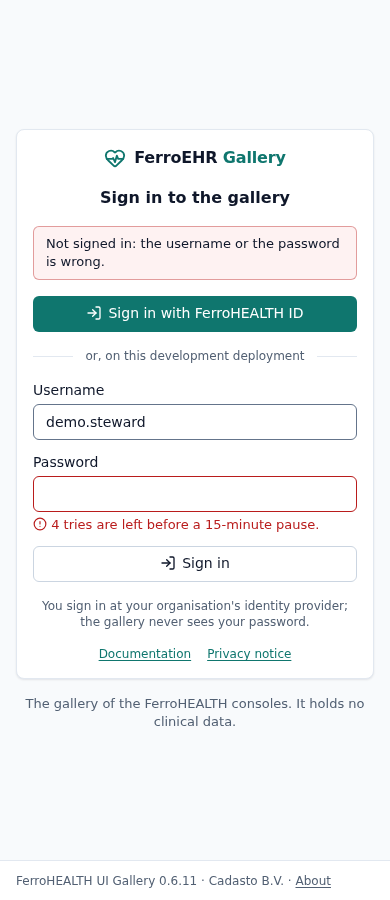 FerroEHR Gallery
Sign in to the gallery
Not signed in: the username or the password
is wrong.
Sign in with FerroHEALTH ID
or, on this development deployment
Username
demo.steward
Password
4 tries are left before a 15-minute pause.
Sign in
You sign in at your organisation's identity provider;
the gallery never sees your password.
Documentation Privacy notice
The gallery of the FerroHEALTH consoles. It holds no
clinical data.
FerroHEALTH UI Gallery 0.6.11 · Cadasto B.V. · About